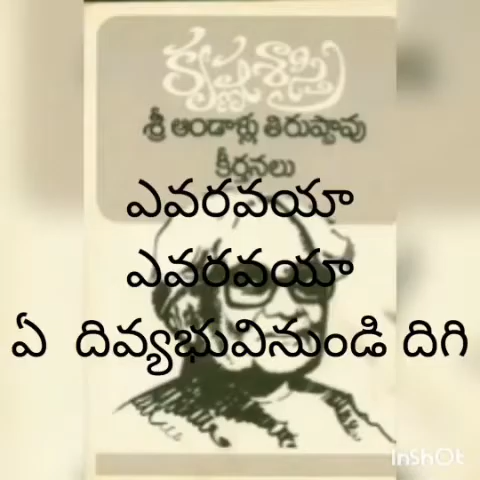 కృష్ణశాస్త్రి
శ్రీ ఆండాళ్లు తిరుప్పావు
కీర్తనలు
ఎవరవయా
ఎవరవయా
ఏ దివ్యభువినుండి దిగి
InShOt